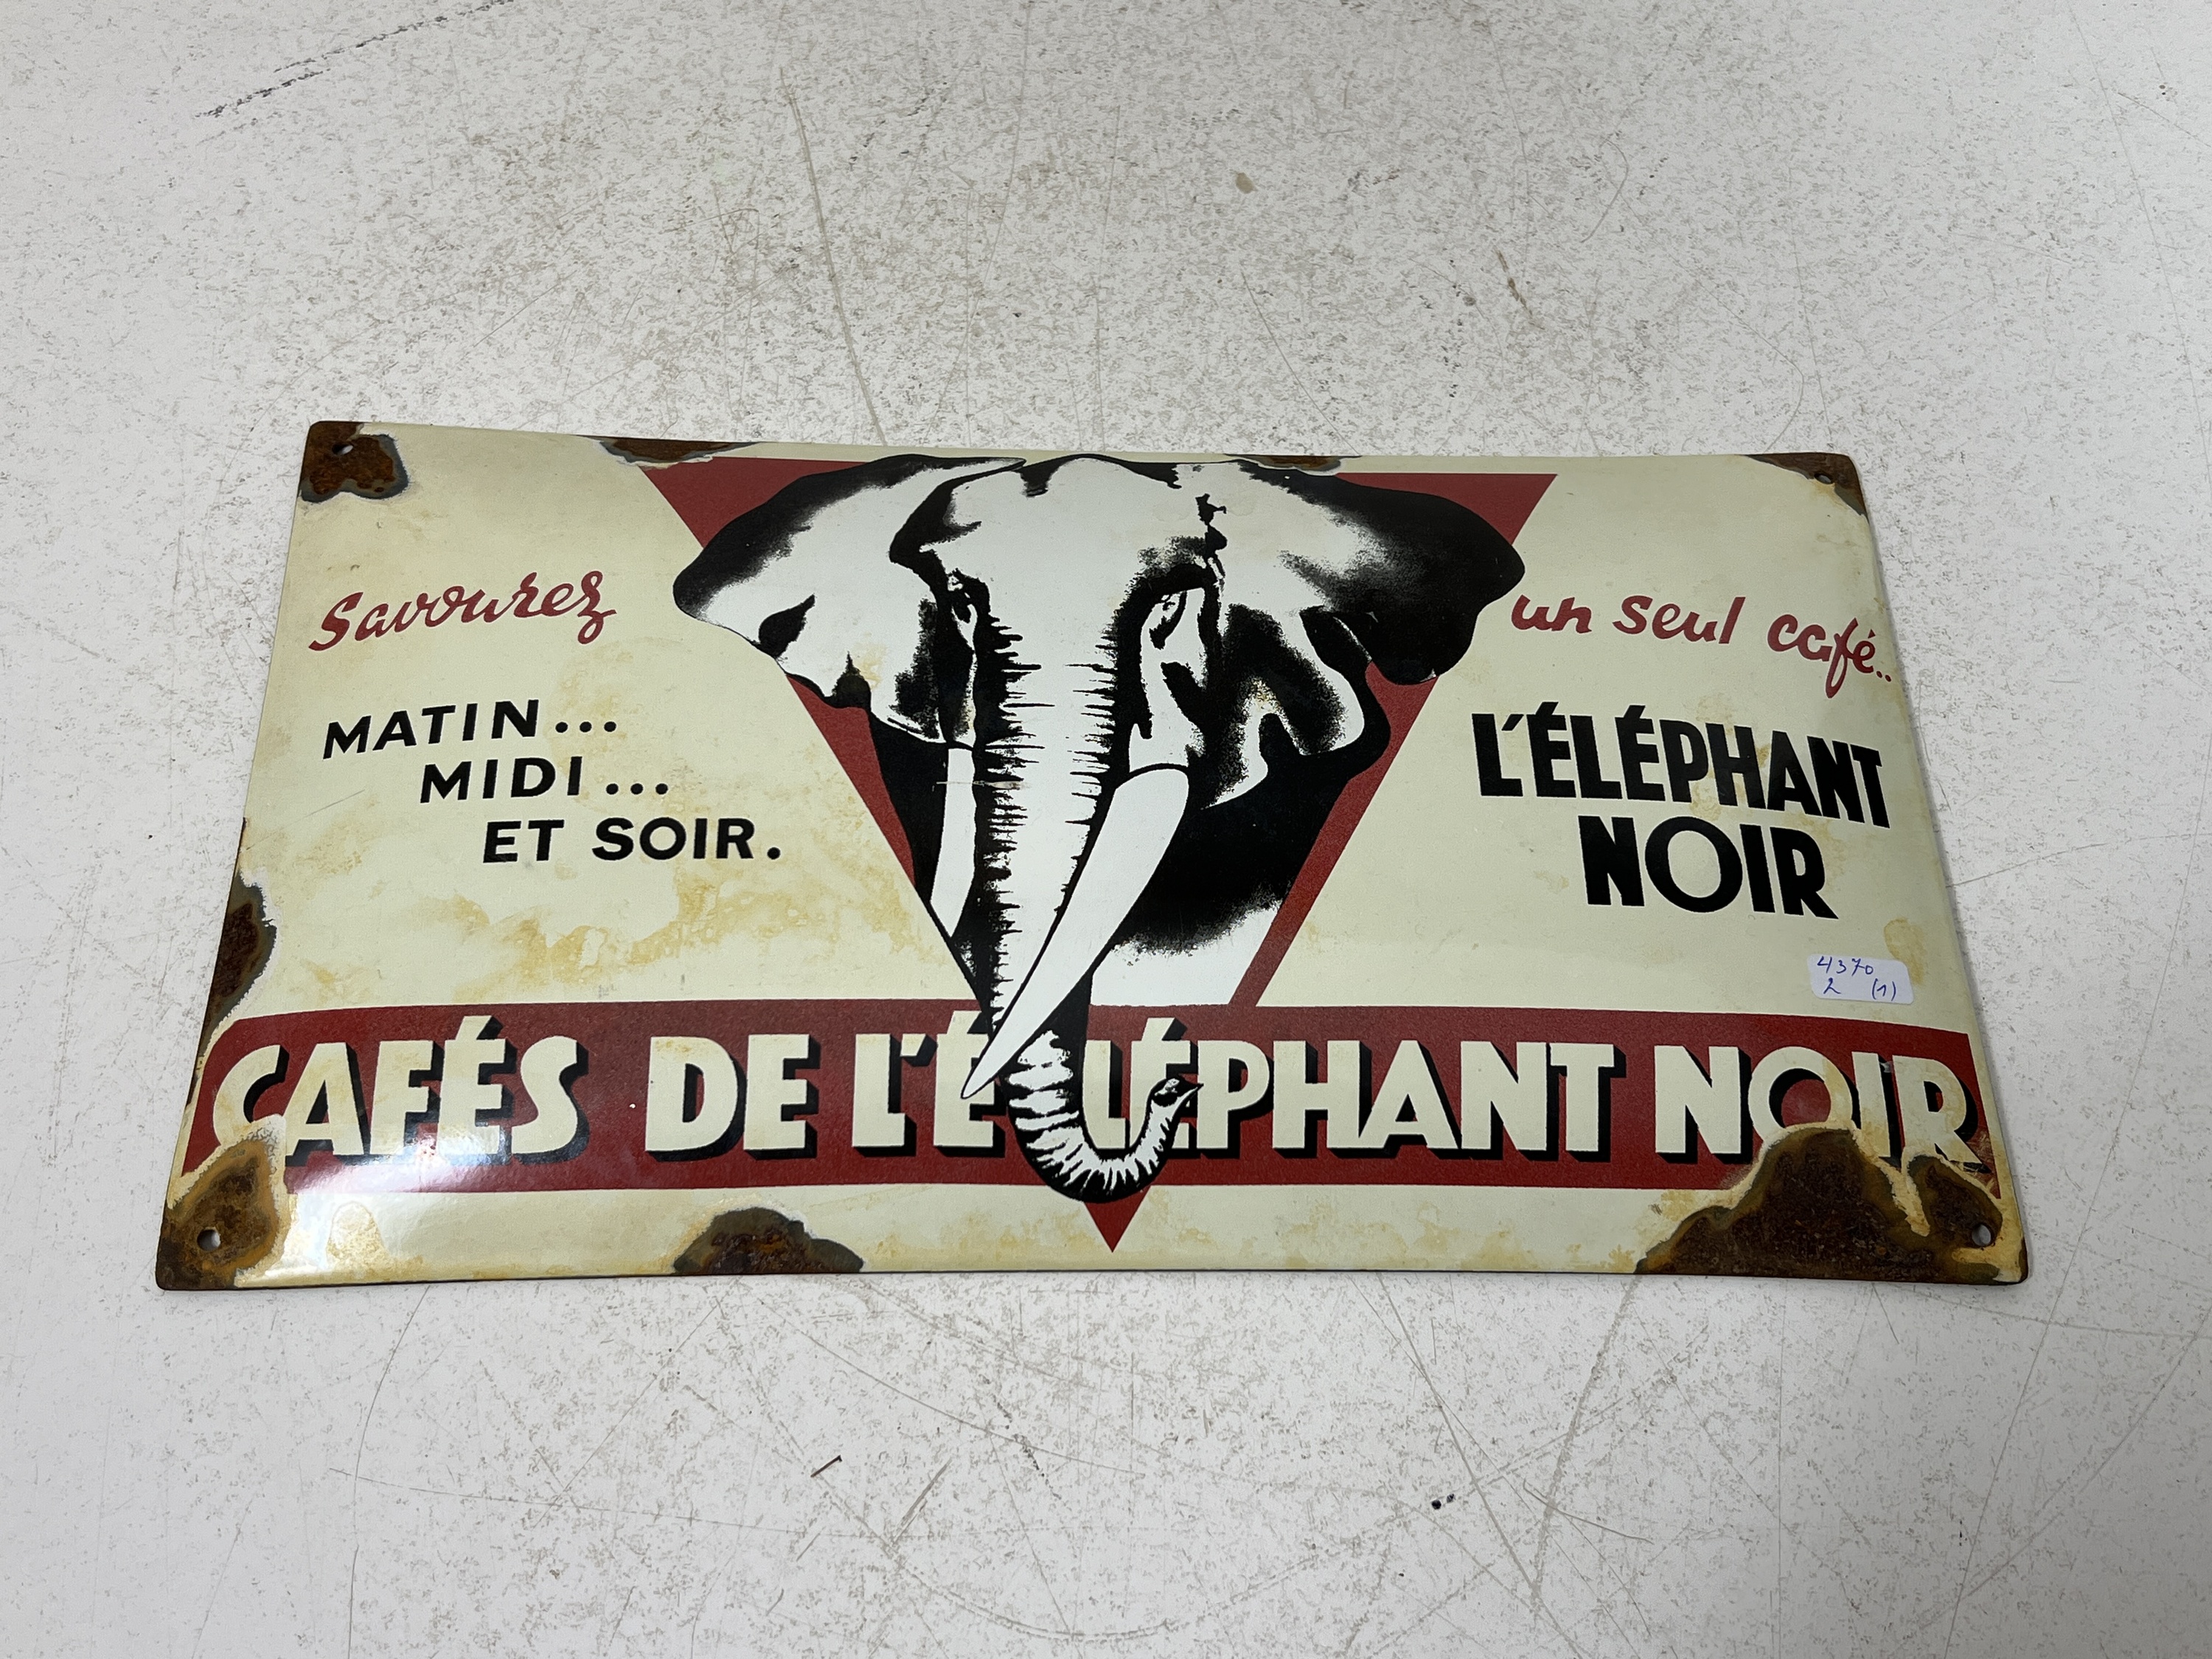 Savourez
MATIN...
MIDI...
ET SOIR.
un seul café..
L'ÉLÉPHANT
NOIR
4370
2 (1)
CAFÉS DE L'ÉLÉPHANT NOIR